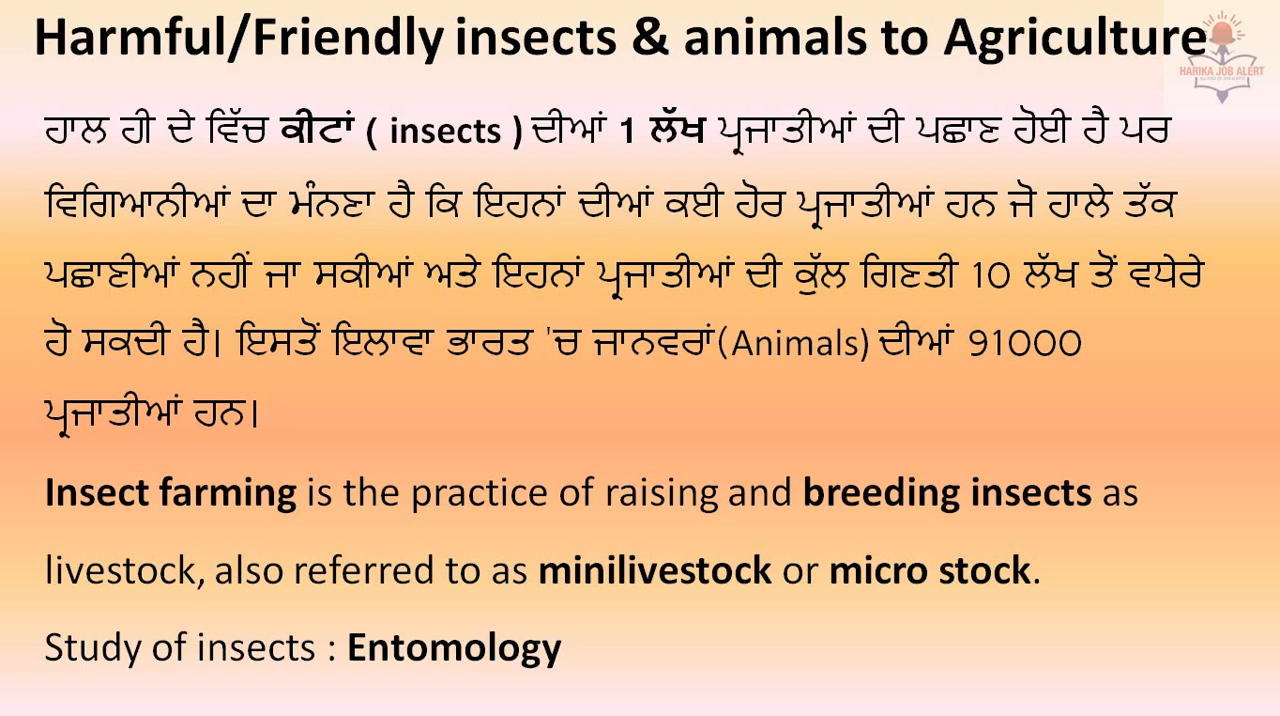 Harmful/Friendly insects & animals to Agriculture
HARIKA JOB ALERT
ਹਾਲ ਹੀ ਦੇ ਵਿੱਚ ਕੀਟਾਂ ( insects ) ਦੀਆਂ 1 ਲੱਖ ਪ੍ਰਜਾਤੀਆਂ ਦੀ ਪਛਾਣ ਹੋਈ ਹੈ ਪਰ
ਵਿਗਿਆਨੀਆਂ ਦਾ ਮੰਨਣਾ ਹੈ ਕਿ ਇਹਨਾਂ ਦੀਆਂ ਕਈ ਹੋਰ ਪ੍ਰਜਾਤੀਆਂ ਹਨ ਜੋ ਹਾਲੇ ਤੱਕ
ਪਛਾਣੀਆਂ ਨਹੀਂ ਜਾ ਸਕੀਆਂ ਅਤੇ ਇਹਨਾਂ ਪ੍ਰਜਾਤੀਆਂ ਦੀ ਕੁੱਲ ਗਿਣਤੀ 10 ਲੱਖ ਤੋਂ ਵਧੇਰੇ
ਹੋ ਸਕਦੀ ਹੈ। ਇਸਤੋਂ ਇਲਾਵਾ ਭਾਰਤ 'ਚ ਜਾਨਵਰਾਂ(Animals) ਦੀਆਂ 91000
ਪ੍ਰਜਾਤੀਆਂ ਹਨ।
Insect farming is the practice of raising and breeding insects as
livestock, also referred to as minilivestock or micro stock.
Study of insects : Entomology